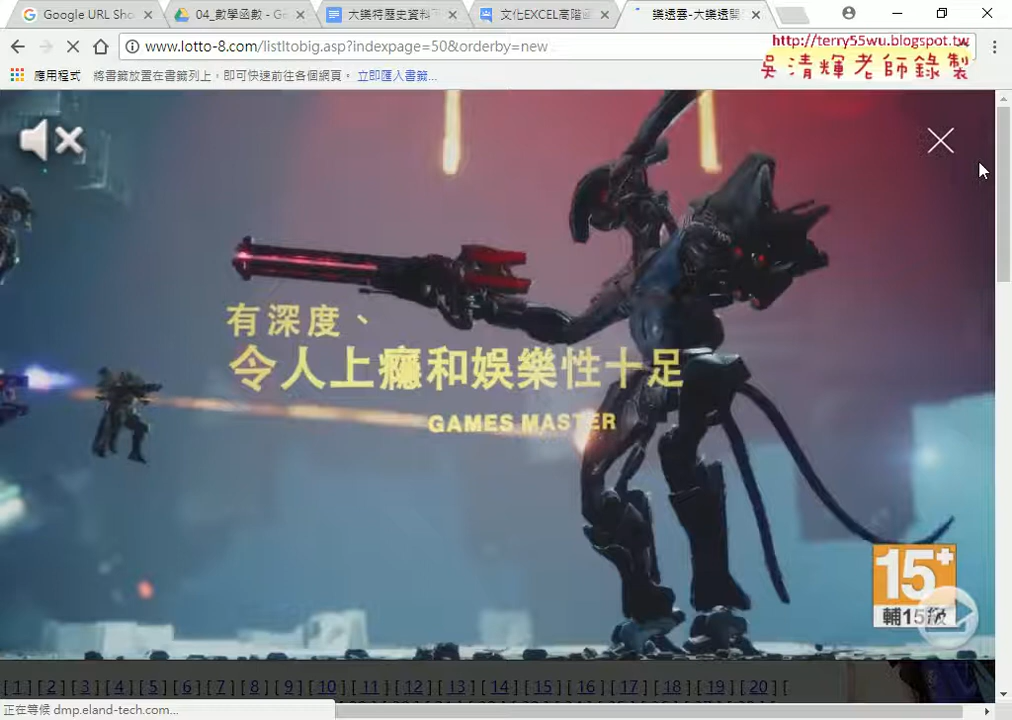 Google URL Sho
04_數學函數 - Go
大樂特歷史資料下
文化EXCEL高階函
樂透雲-大樂透開
www.lotto-8.com/listltobig.asp?indexpage=50&orderby=new
http://terry55wu.blogspot.tw
吳清輝老師錄製
應用程式
將書籤放置在書籤列上，即可快速前往各個網頁。
立即匯入書籤...
有深度、
令人上癮和娛樂性十足
GAMES MASTER
15+
輔15級
[ 1 ] [ 2 ] [ 3 ] [ 4 ] [ 5 ] [ 6 ] [ 7 ] [ 8 ] [ 9 ] [ 10 ] [ 11 ] [ 12 ] [ 13 ] [ 14 ] [ 15 ] [ 16 ] [ 17 ] [ 18 ] [ 19 ] [ 20 ] [
正在等候 dmp.eland-tech.com...